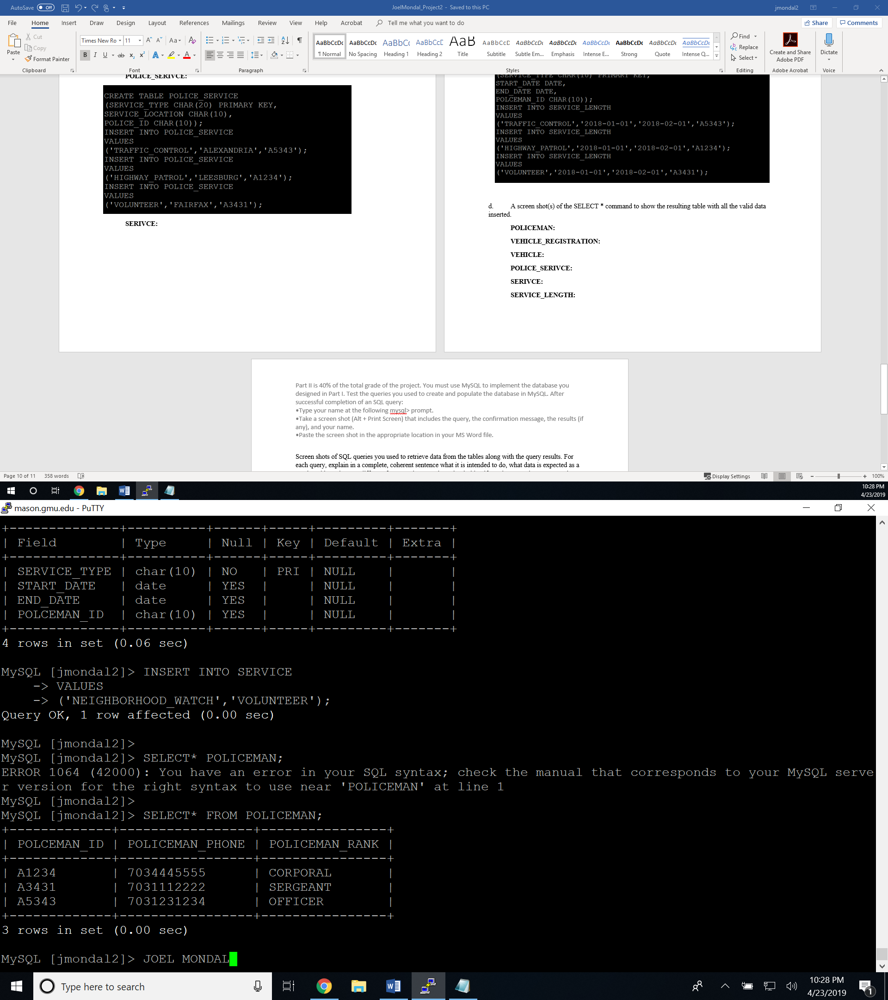 AutoSave Off
JoelMondal_Project2 - Saved to this PC
jmondal2
File Home Insert Draw Design Layout References Mailings Review View Help Acrobat Tell me what you want to do
Share Comments
Paste
Cut
Copy
Format Painter
Clipboard
Times New Ro 11
Font
Paragraph
AaBbCcDc AaBbCcDc AaBbCc AaBbCcC AaB AaBbCcD AaBbCcDc AaBbCcDc AaBbCcDc AaBbCcDc AaBbCcDc AaBbCcDc
¶ Normal No Spacing Heading 1 Heading 2 Title Subtitle Subtle Em... Emphasis Intense E... Strong Quote Intense Q...
Styles
Find
Replace
Select
Editing
Create and Share
Adobe PDF
Adobe Acrobat
Dictate
Voice
POLICE_SERIVCE:
CREATE TABLE POLICE_SERVICE
(SERVICE_TYPE CHAR(20) PRIMARY KEY,
SERVICE_LOCATION CHAR(10),
POLICE_ID CHAR(10));
INSERT INTO POLICE_SERVICE
VALUES
('TRAFFIC_CONTROL','ALEXANDRIA','A5343');
INSERT INTO POLICE_SERVICE
VALUES
('HIGHWAY_PATROL','LEESBURG','A1234');
INSERT INTO POLICE_SERVICE
VALUES
('VOLUNTEER','FAIRFAX','A3431');
SERIVCE:
(SERVICE_TYPE CHAR(10) PRIMARY KEY,
START_DATE DATE,
END_DATE DATE,
POLCEMAN_ID CHAR(10));
INSERT INTO SERVICE_LENGTH
VALUES
('TRAFFIC_CONTROL','2018-01-01','2018-02-01','A5343');
INSERT INTO SERVICE_LENGTH
VALUES
('HIGHWAY_PATROL','2018-01-01','2018-02-01','A1234');
INSERT INTO SERVICE_LENGTH
VALUES
('VOLUNTEER','2018-01-01','2018-02-01','A3431');
d. A screen shot(s) of the SELECT * command to show the resulting table with all the valid data
inserted.
POLICEMAN:
VEHICLE_REGISTRATION:
VEHICLE:
POLICE_SERIVCE:
SERIVCE:
SERVICE_LENGTH:
Part II is 40% of the total grade of the project. You must use MySQL to implement the database you
designed in Part I. Test the queries you used to create and populate the database in MySQL. After
successful completion of an SQL query:
•Type your name at the following mysql> prompt.
•Take a screen shot (Alt + Print Screen) that includes the query, the confirmation message, the results (if
any), and your name.
•Paste the screen shot in the appropriate location in your MS Word file.
Screen shots of SQL queries you used to retrieve data from the tables along with the query results. For
each query, explain in a complete, coherent sentence what it is intended to do, what data is expected as a
Page 10 of 11 358 words
Display Settings 100%
10:28 PM
4/23/2019
mason.gmu.edu - PuTTY
+--------------+----------+------+-----+---------+-------+
| Field | Type | Null | Key | Default | Extra |
+--------------+----------+------+-----+---------+-------+
| SERVICE_TYPE | char(10) | NO | PRI | NULL | |
| START_DATE | date | YES | | NULL | |
| END_DATE | date | YES | | NULL | |
| POLCEMAN_ID | char(10) | YES | | NULL | |
+--------------+----------+------+-----+---------+-------+
4 rows in set (0.06 sec)
MySQL [jmondal2]> INSERT INTO SERVICE
-> VALUES
-> ('NEIGHBORHOOD_WATCH','VOLUNTEER');
Query OK, 1 row affected (0.00 sec)
MySQL [jmondal2]>
MySQL [jmondal2]> SELECT* POLICEMAN;
ERROR 1064 (42000): You have an error in your SQL syntax; check the manual that corresponds to your MySQL serve
r version for the right syntax to use near 'POLICEMAN' at line 1
MySQL [jmondal2]>
MySQL [jmondal2]> SELECT* FROM POLICEMAN;
+-------------+-----------------+----------------+
| POLCEMAN_ID | POLICEMAN_PHONE | POLICEMAN_RANK |
+-------------+-----------------+----------------+
| A1234 | 7034445555 | CORPORAL |
| A3431 | 7031112222 | SERGEANT |
| A5343 | 7031231234 | OFFICER |
+-------------+-----------------+----------------+
3 rows in set (0.00 sec)
MySQL [jmondal2]> JOEL MONDAL
Type here to search
10:28 PM
4/23/2019
1